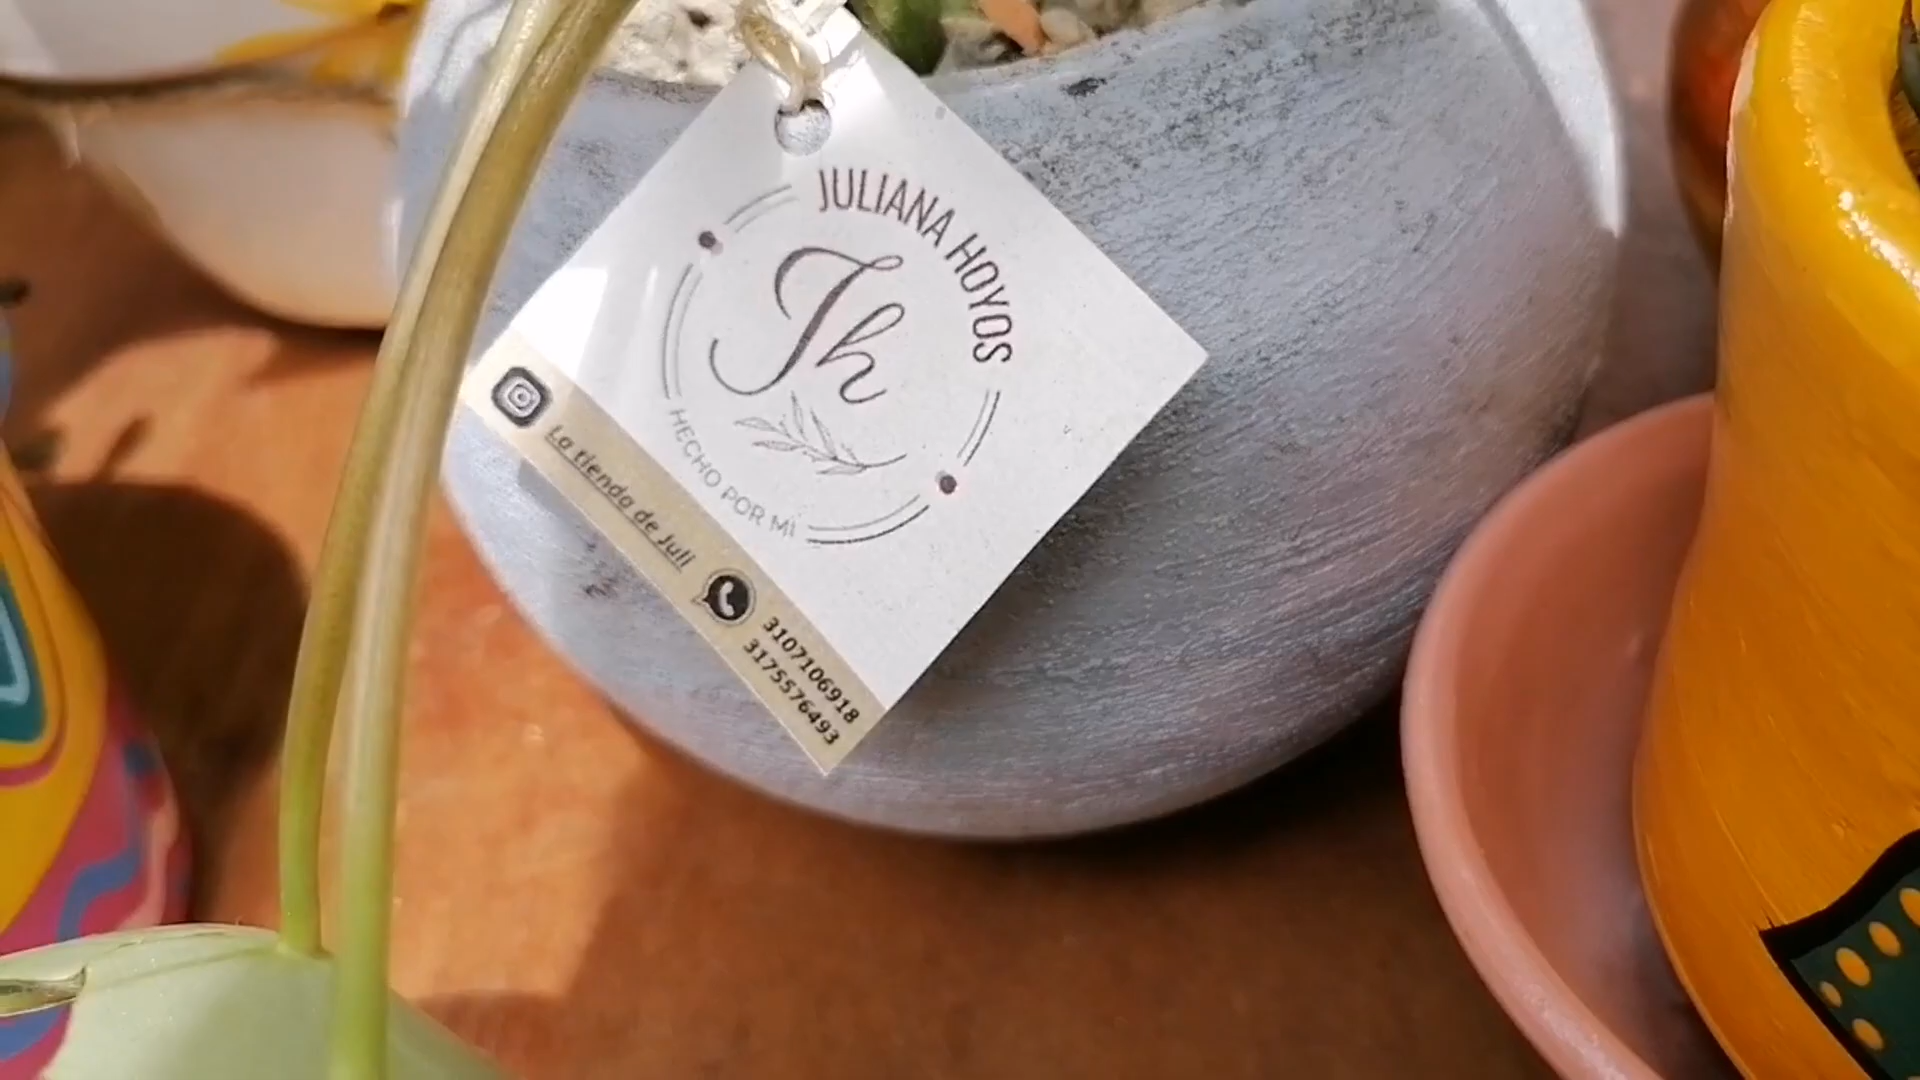 JULIANA HOYOS
Jh
HECHO POR MI
La tienda de Juli
3107106918
3175576493